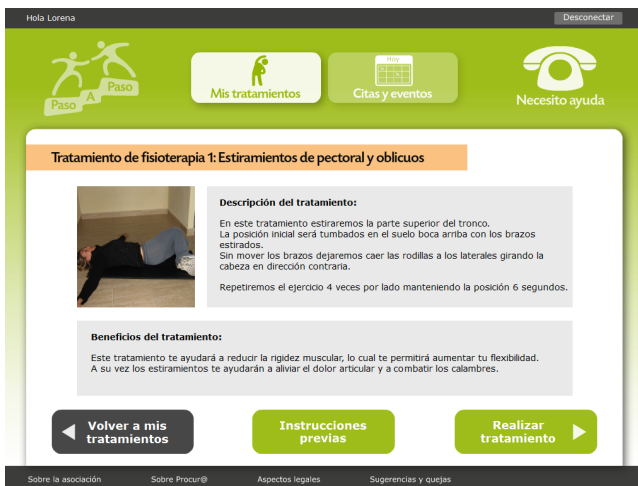 Hola Lorena
Desconectar
Paso
A
Paso
Mis tratamientos
Hoy
Citas y eventos
Necesito ayuda
Tratamiento de fisioterapia 1: Estiramientos de pectoral y oblicuos
Descripción del tratamiento:
En este tratamiento estiraremos la parte superior del tronco.
La posición inicial será tumbados en el suelo boca arriba con los brazos
estirados.
Sin mover los brazos dejaremos caer las rodillas a los laterales girando la
cabeza en dirección contraria.
Repetiremos el ejercicio 4 veces por lado manteniendo la posición 6 segundos.
Beneficios del tratamiento:
Este tratamiento te ayudará a reducir la rigidez muscular, lo cual te permitirá aumentar tu flexibilidad.
A su vez los estiramientos te ayudarán a aliviar el dolor articular y a combatir los calambres.
Volver a mis
tratamientos
Instrucciones
previas
Realizar
tratamiento
Sobre la asociación
Sobre Procur@
Aspectos legales
Sugerencias y quejas